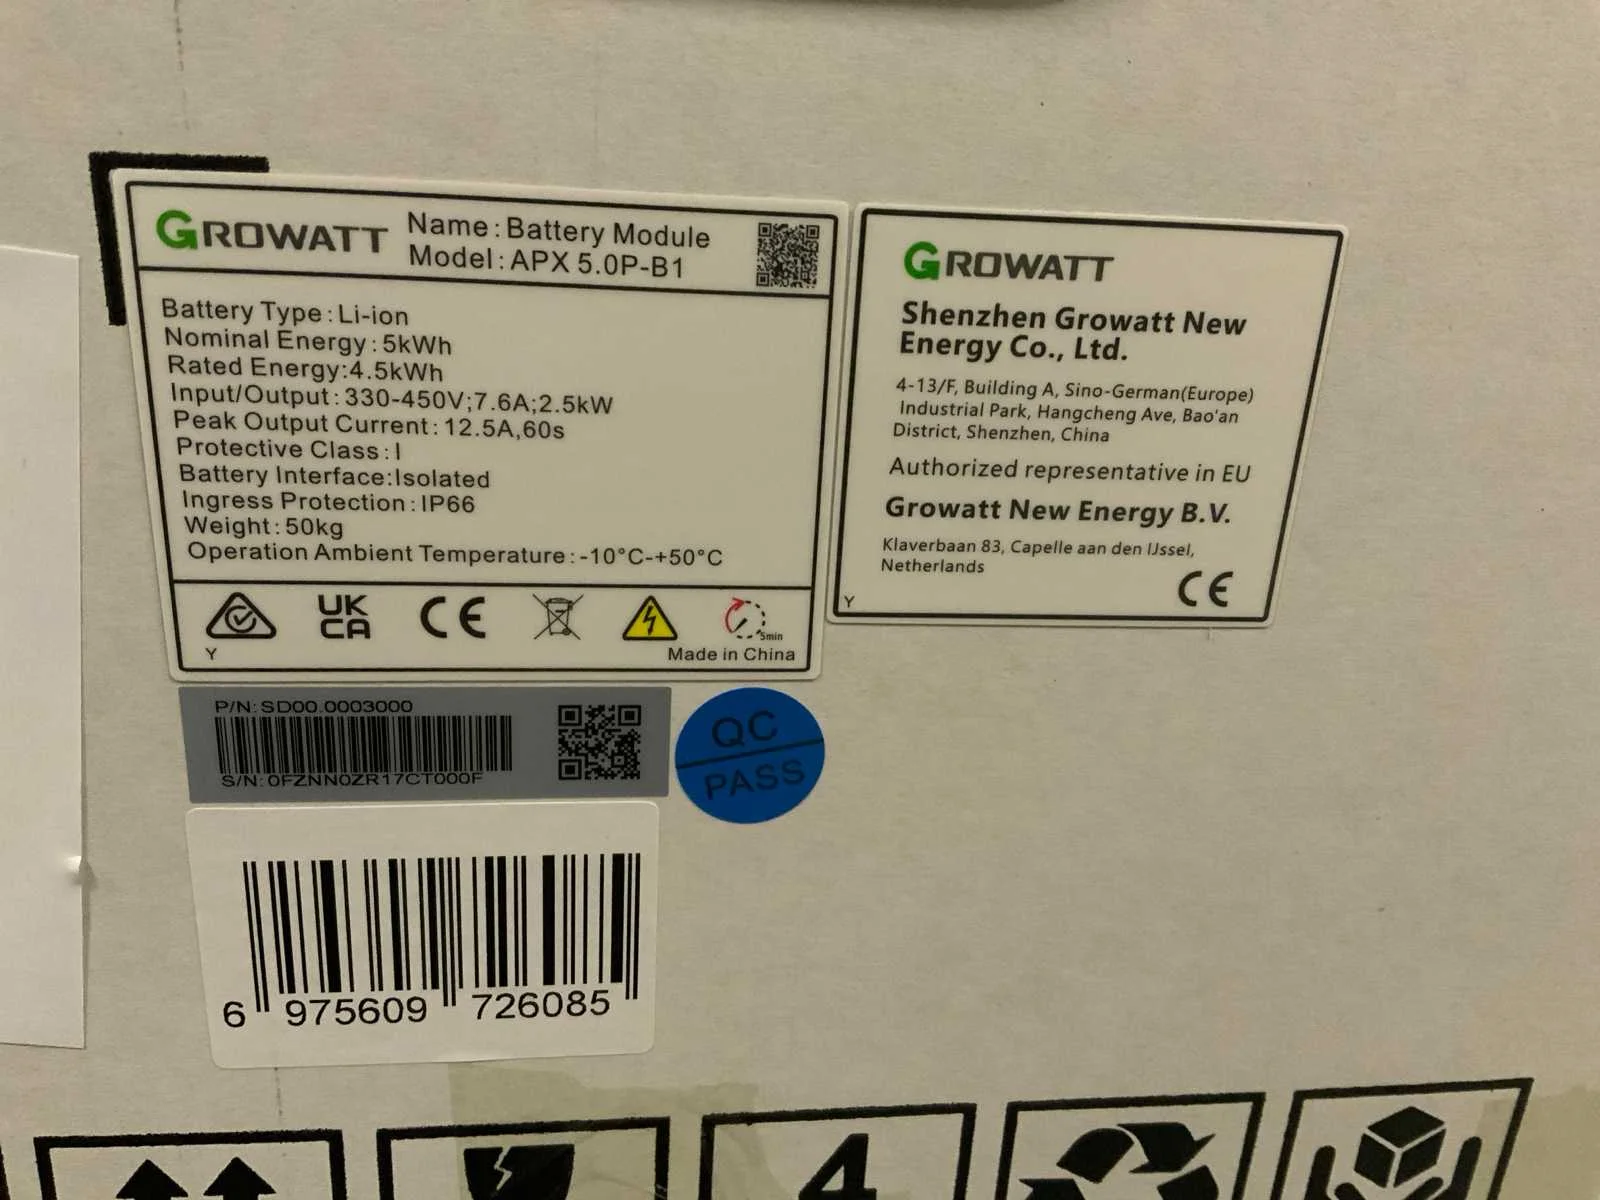 GROWATT
Name : Battery Module
Model : APX 5.0P-B1
Battery Type : Li-ion
Nominal Energy : 5kWh
Rated Energy:4.5kWh
Input/Output : 330-450V;7.6A;2.5kW
Peak Output Current : 12.5A,60s
Protective Class : I
Battery Interface:Isolated
Ingress Protection : IP66
Weight : 50kg
Operation Ambient Temperature : -10°C-+50°C
UK
CA
CE
5min
Y
Made in China
GROWATT
Shenzhen Growatt New
Energy Co., Ltd.
4-13/F, Building A, Sino-German(Europe)
Industrial Park, Hangcheng Ave, Bao'an
District, Shenzhen, China
Authorized representative in EU
Growatt New Energy B.V.
Klaverbaan 83, Capelle aan den IJssel,
Netherlands
CE
Y
P/N: SD00.0003000
S/N: 0FZNN0ZR17CT000F
QC
PASS
6 975609 726085
4